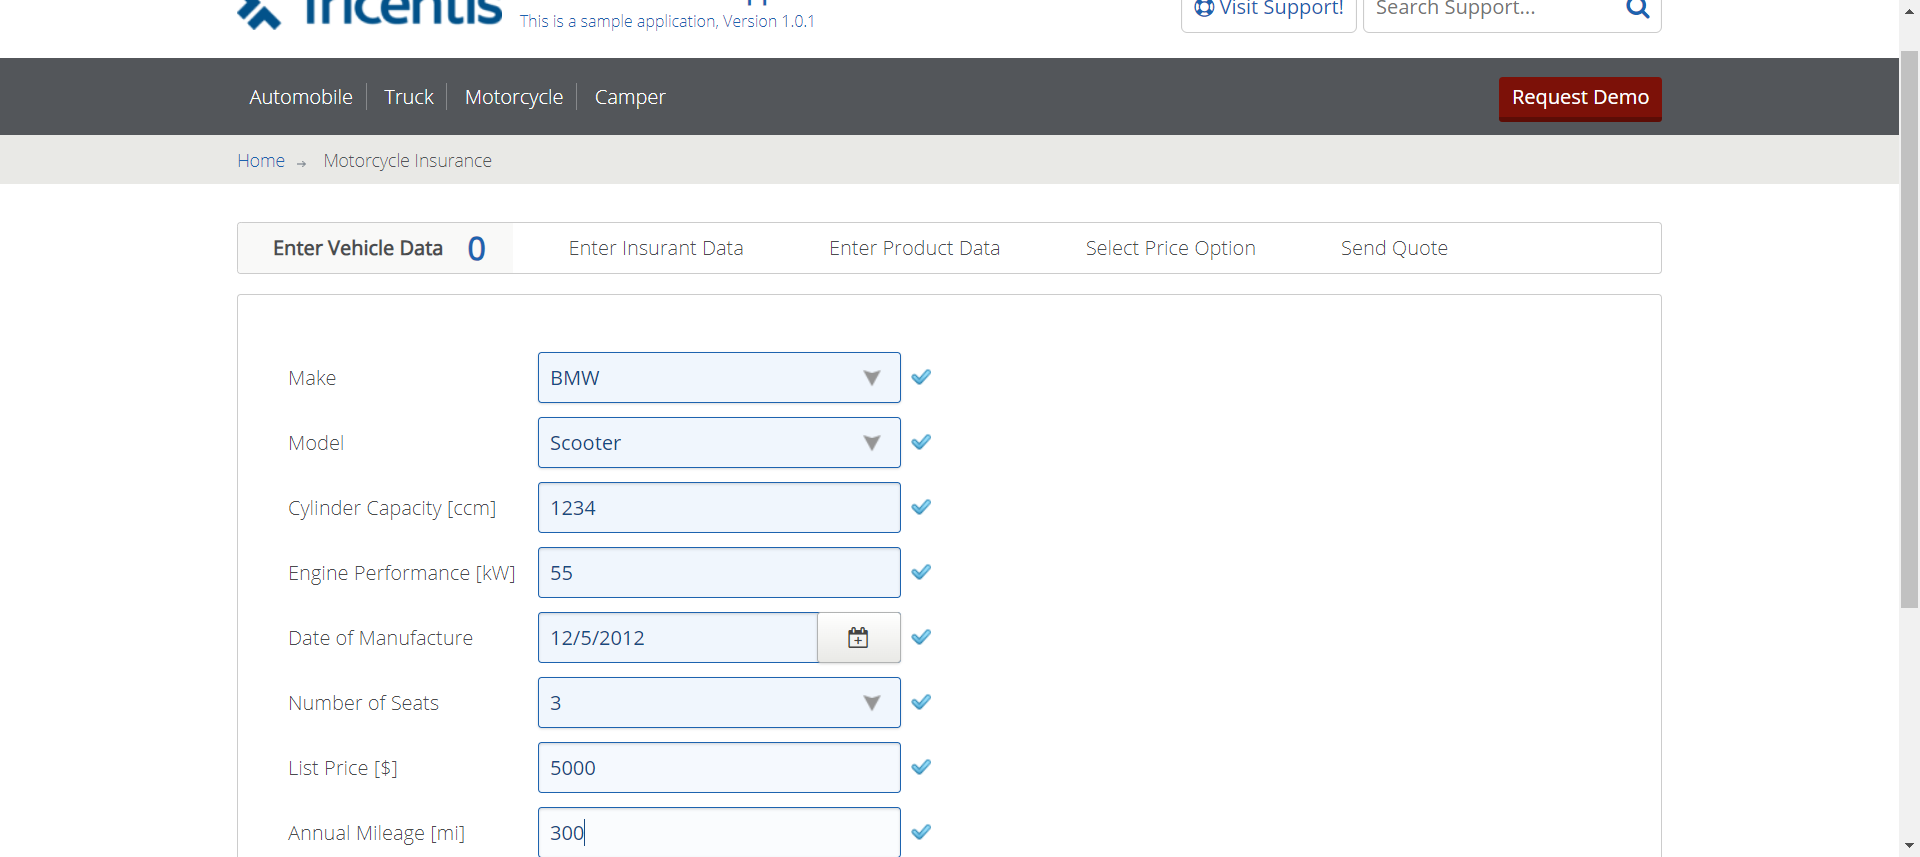 Tricentis
This is a sample application, Version 1.0.1
Visit Support!
Search Support...
Automobile
Truck
Motorcycle
Camper
Request Demo
Home → Motorcycle Insurance
Enter Vehicle Data 0
Enter Insurant Data
Enter Product Data
Select Price Option
Send Quote
Make BMW
Model Scooter
Cylinder Capacity [ccm] 1234
Engine Performance [kW] 55
Date of Manufacture 12/5/2012
Number of Seats 3
List Price [$] 5000
Annual Mileage [mi] 300